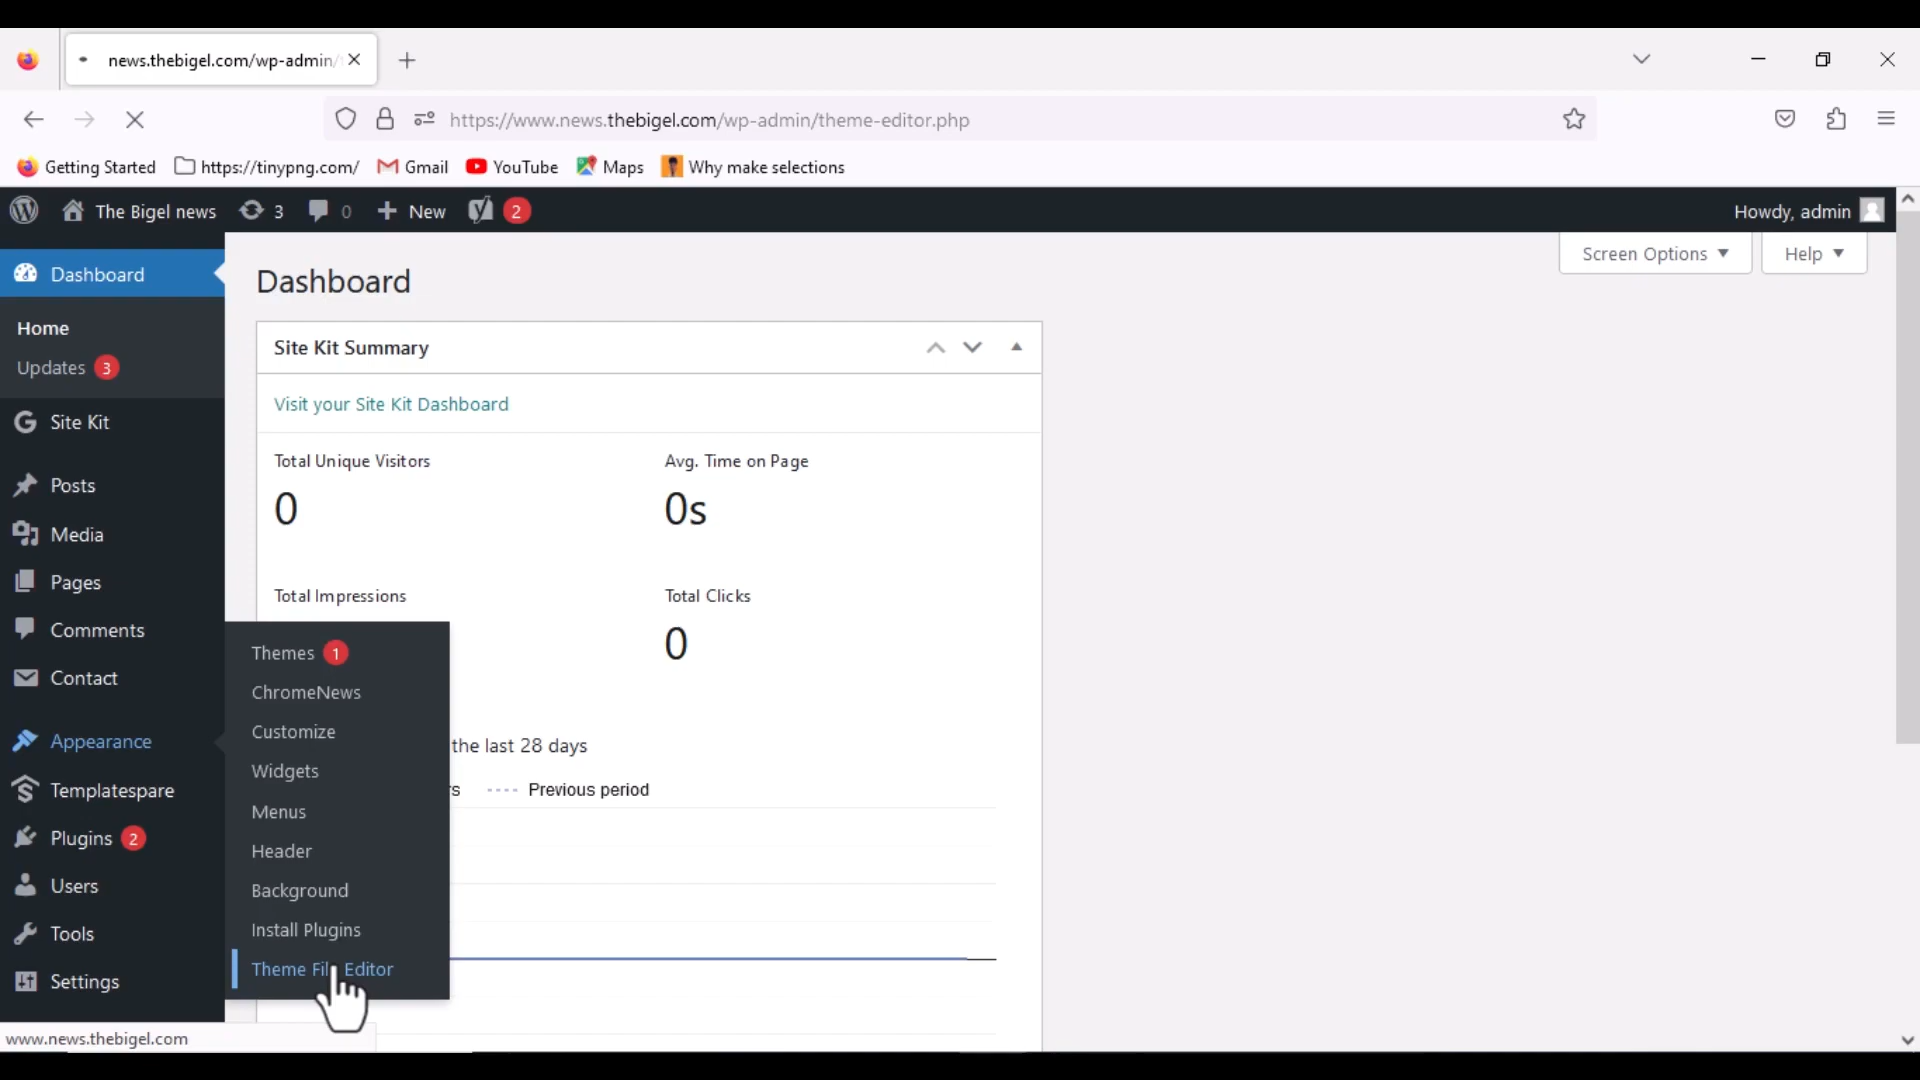 news.thebigel.com/wp-admin/
https://www.news.thebigel.com/wp-admin/theme-editor.php
Getting Started https://tinypng.com/ Gmail YouTube Maps Why make selections
The Bigel news 3 0 New 2 Howdy, admin
Screen Options Help
Dashboard
Home
Updates 3
Site Kit
Posts
Media
Pages
Comments
Contact
Appearance
Templatespare
Plugins 2
Users
Tools
Settings
Themes 1
ChromeNews
Customize
Widgets
Menus
Header
Background
Install Plugins
Theme File Editor
Dashboard
Site Kit Summary
Visit your Site Kit Dashboard
Total Unique Visitors Avg. Time on Page
0 0s
Total Impressions Total Clicks
0
the last 28 days
Previous period
www.news.thebigel.com